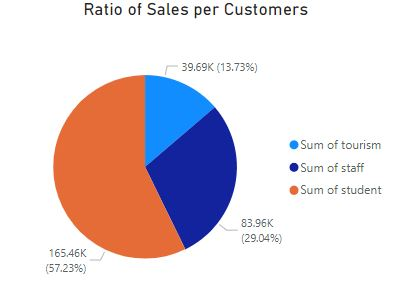 Ratio of Sales per Customers
39.69K (13.73%)
Sum of tourism
Sum of staff
Sum of student
83.96K
(29.04%)
165.46K
(57.23%)